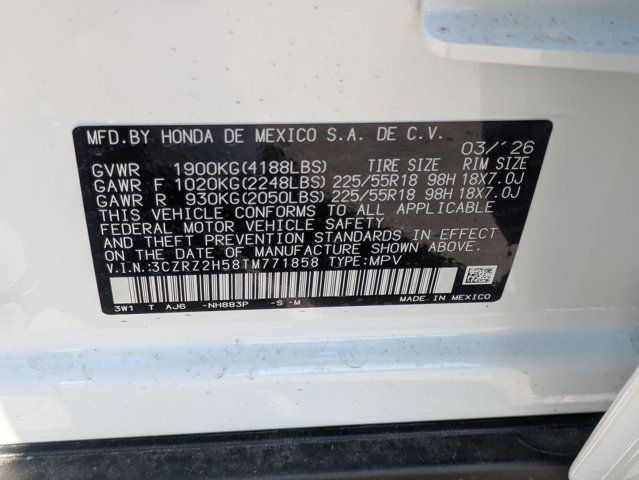 MFD.BY HONDA DE MEXICO S.A. DE C.V. 03/'26
GVWR 1900KG(4188LBS) TIRE SIZE RIM SIZE
GAWR F 1020KG(2248LBS) 225/55R18 98H 18X7.0J
GAWR R 930KG(2050LBS) 225/55R18 98H 18X7.0J
THIS VEHICLE CONFORMS TO ALL APPLICABLE
FEDERAL MOTOR VEHICLE SAFETY
AND THEFT PREVENTION STANDARDS IN EFFECT
ON THE DATE OF MANUFACTURE SHOWN ABOVE.
V.I.N.:3CZRZ2H58TM771858 TYPE:MPV
3W1 T AJ6 -NH883P -S -M MADE IN MEXICO